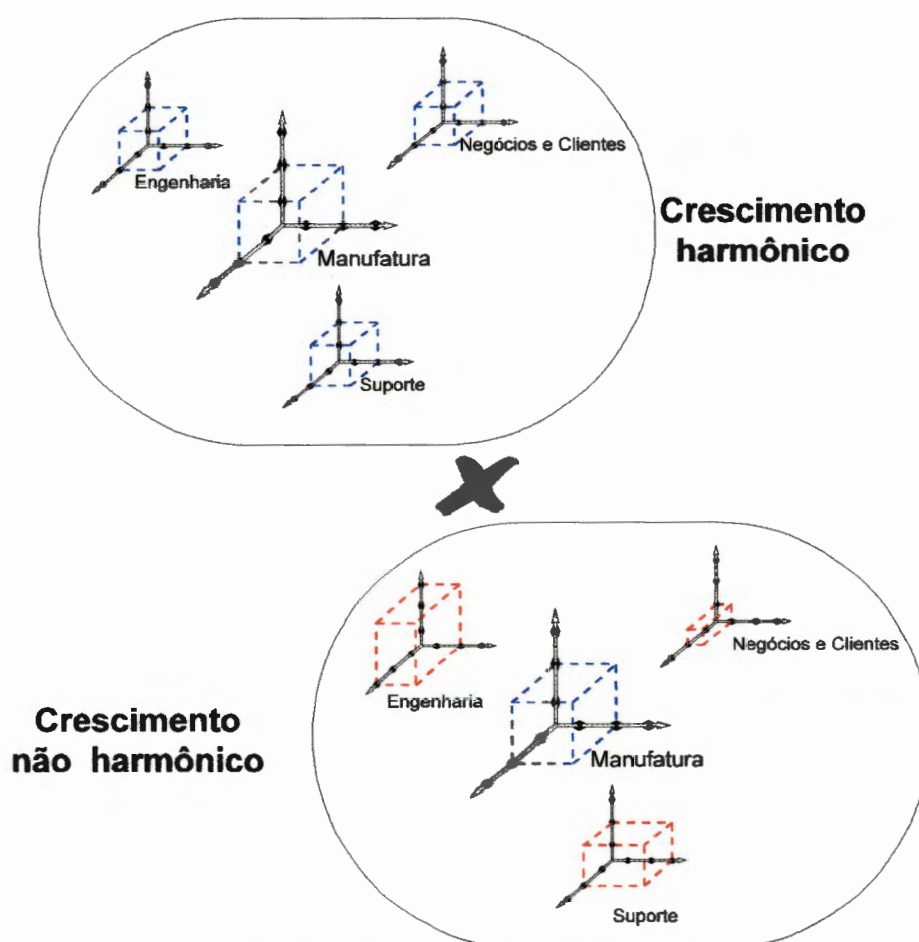 Negócios e Clientes
Engenharia
Manufatura
Suporte
Crescimento
harmônico
Negócios e Clientes
Engenharia
Manufatura
Suporte
Crescimento
não harmônico